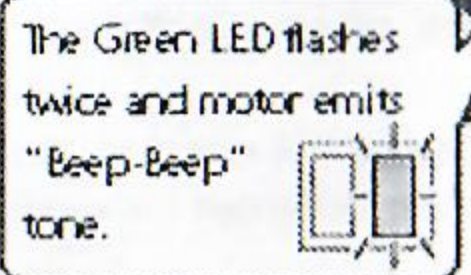 The Green LED flashes
twice and motor emits
"Beep-Beep"
tone.